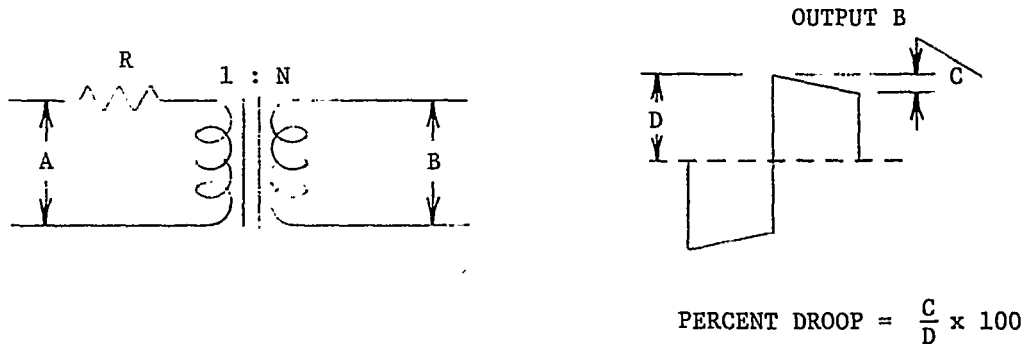 OUTPUT B
R
1 : N
A
B
D
C
PERCENT DROOP = C/D x 100